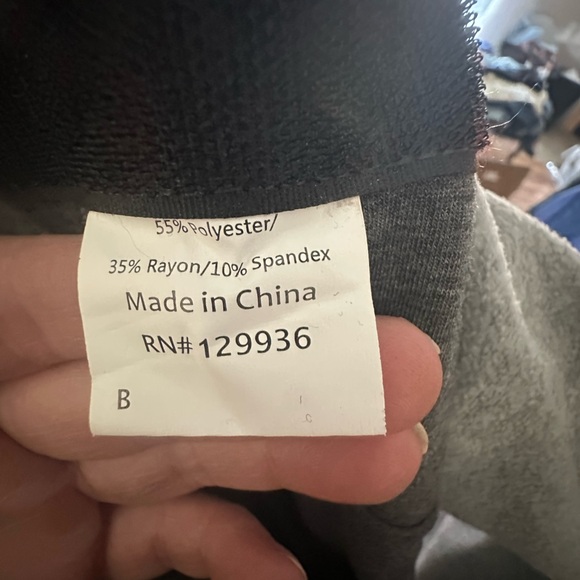 55% Polyester/
35% Rayon/10% Spandex
Made in China
RN# 129936
B